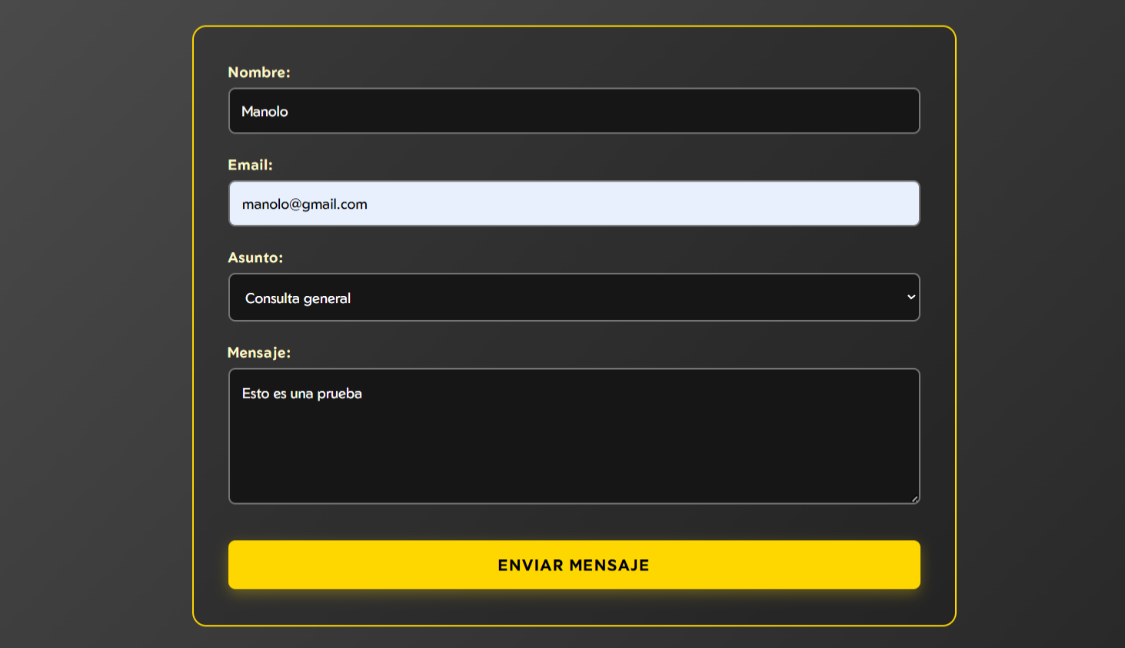 Nombre:
Manolo
Email:
manolo@gmail.com
Asunto:
Consulta general
Mensaje:
Esto es una prueba
ENVIAR MENSAJE